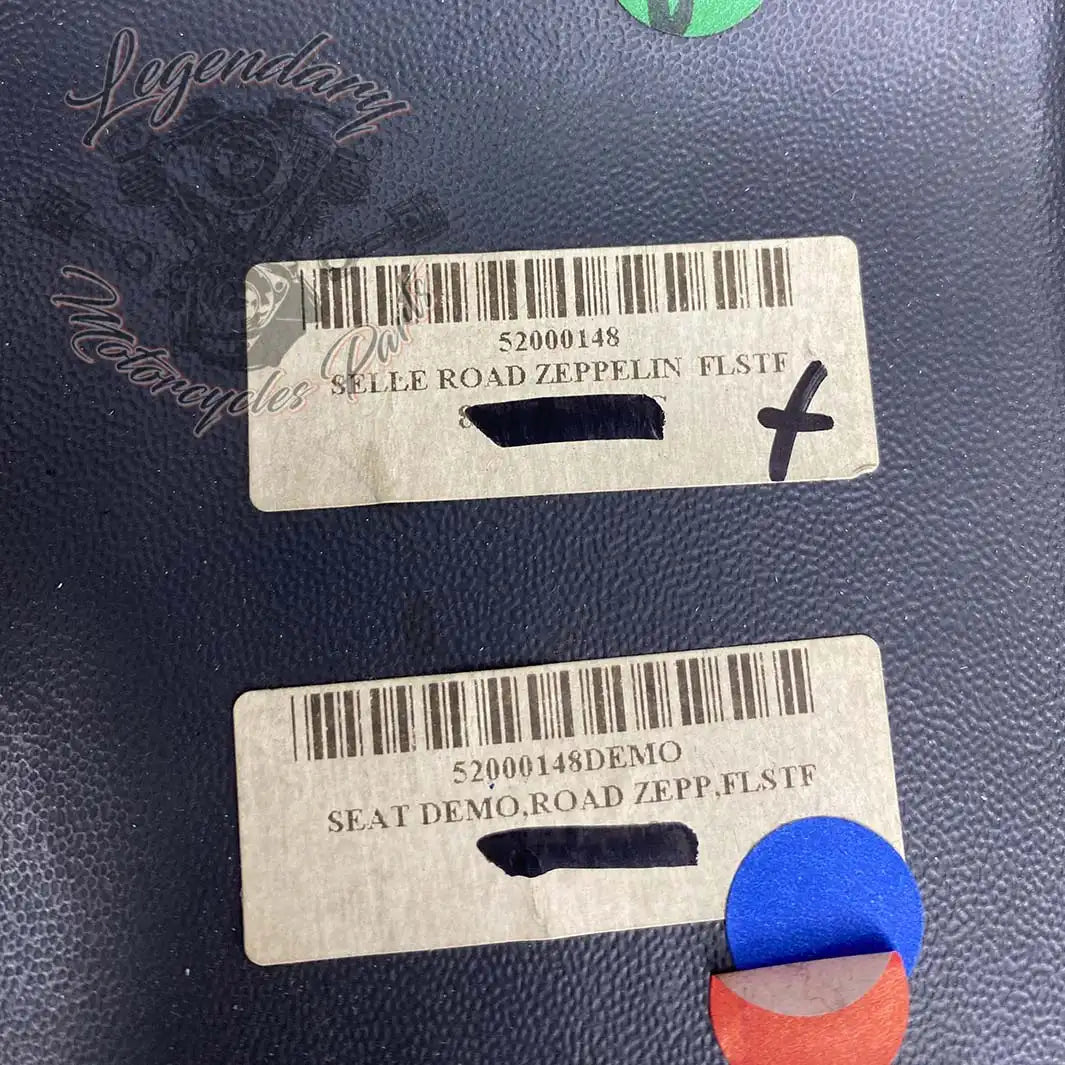 Legendary
Motorcycles Parts
52000148
SELLE ROAD ZEPPELIN FLSTF
52000148DEMO
SEAT DEMO,ROAD ZEPP,FLSTF